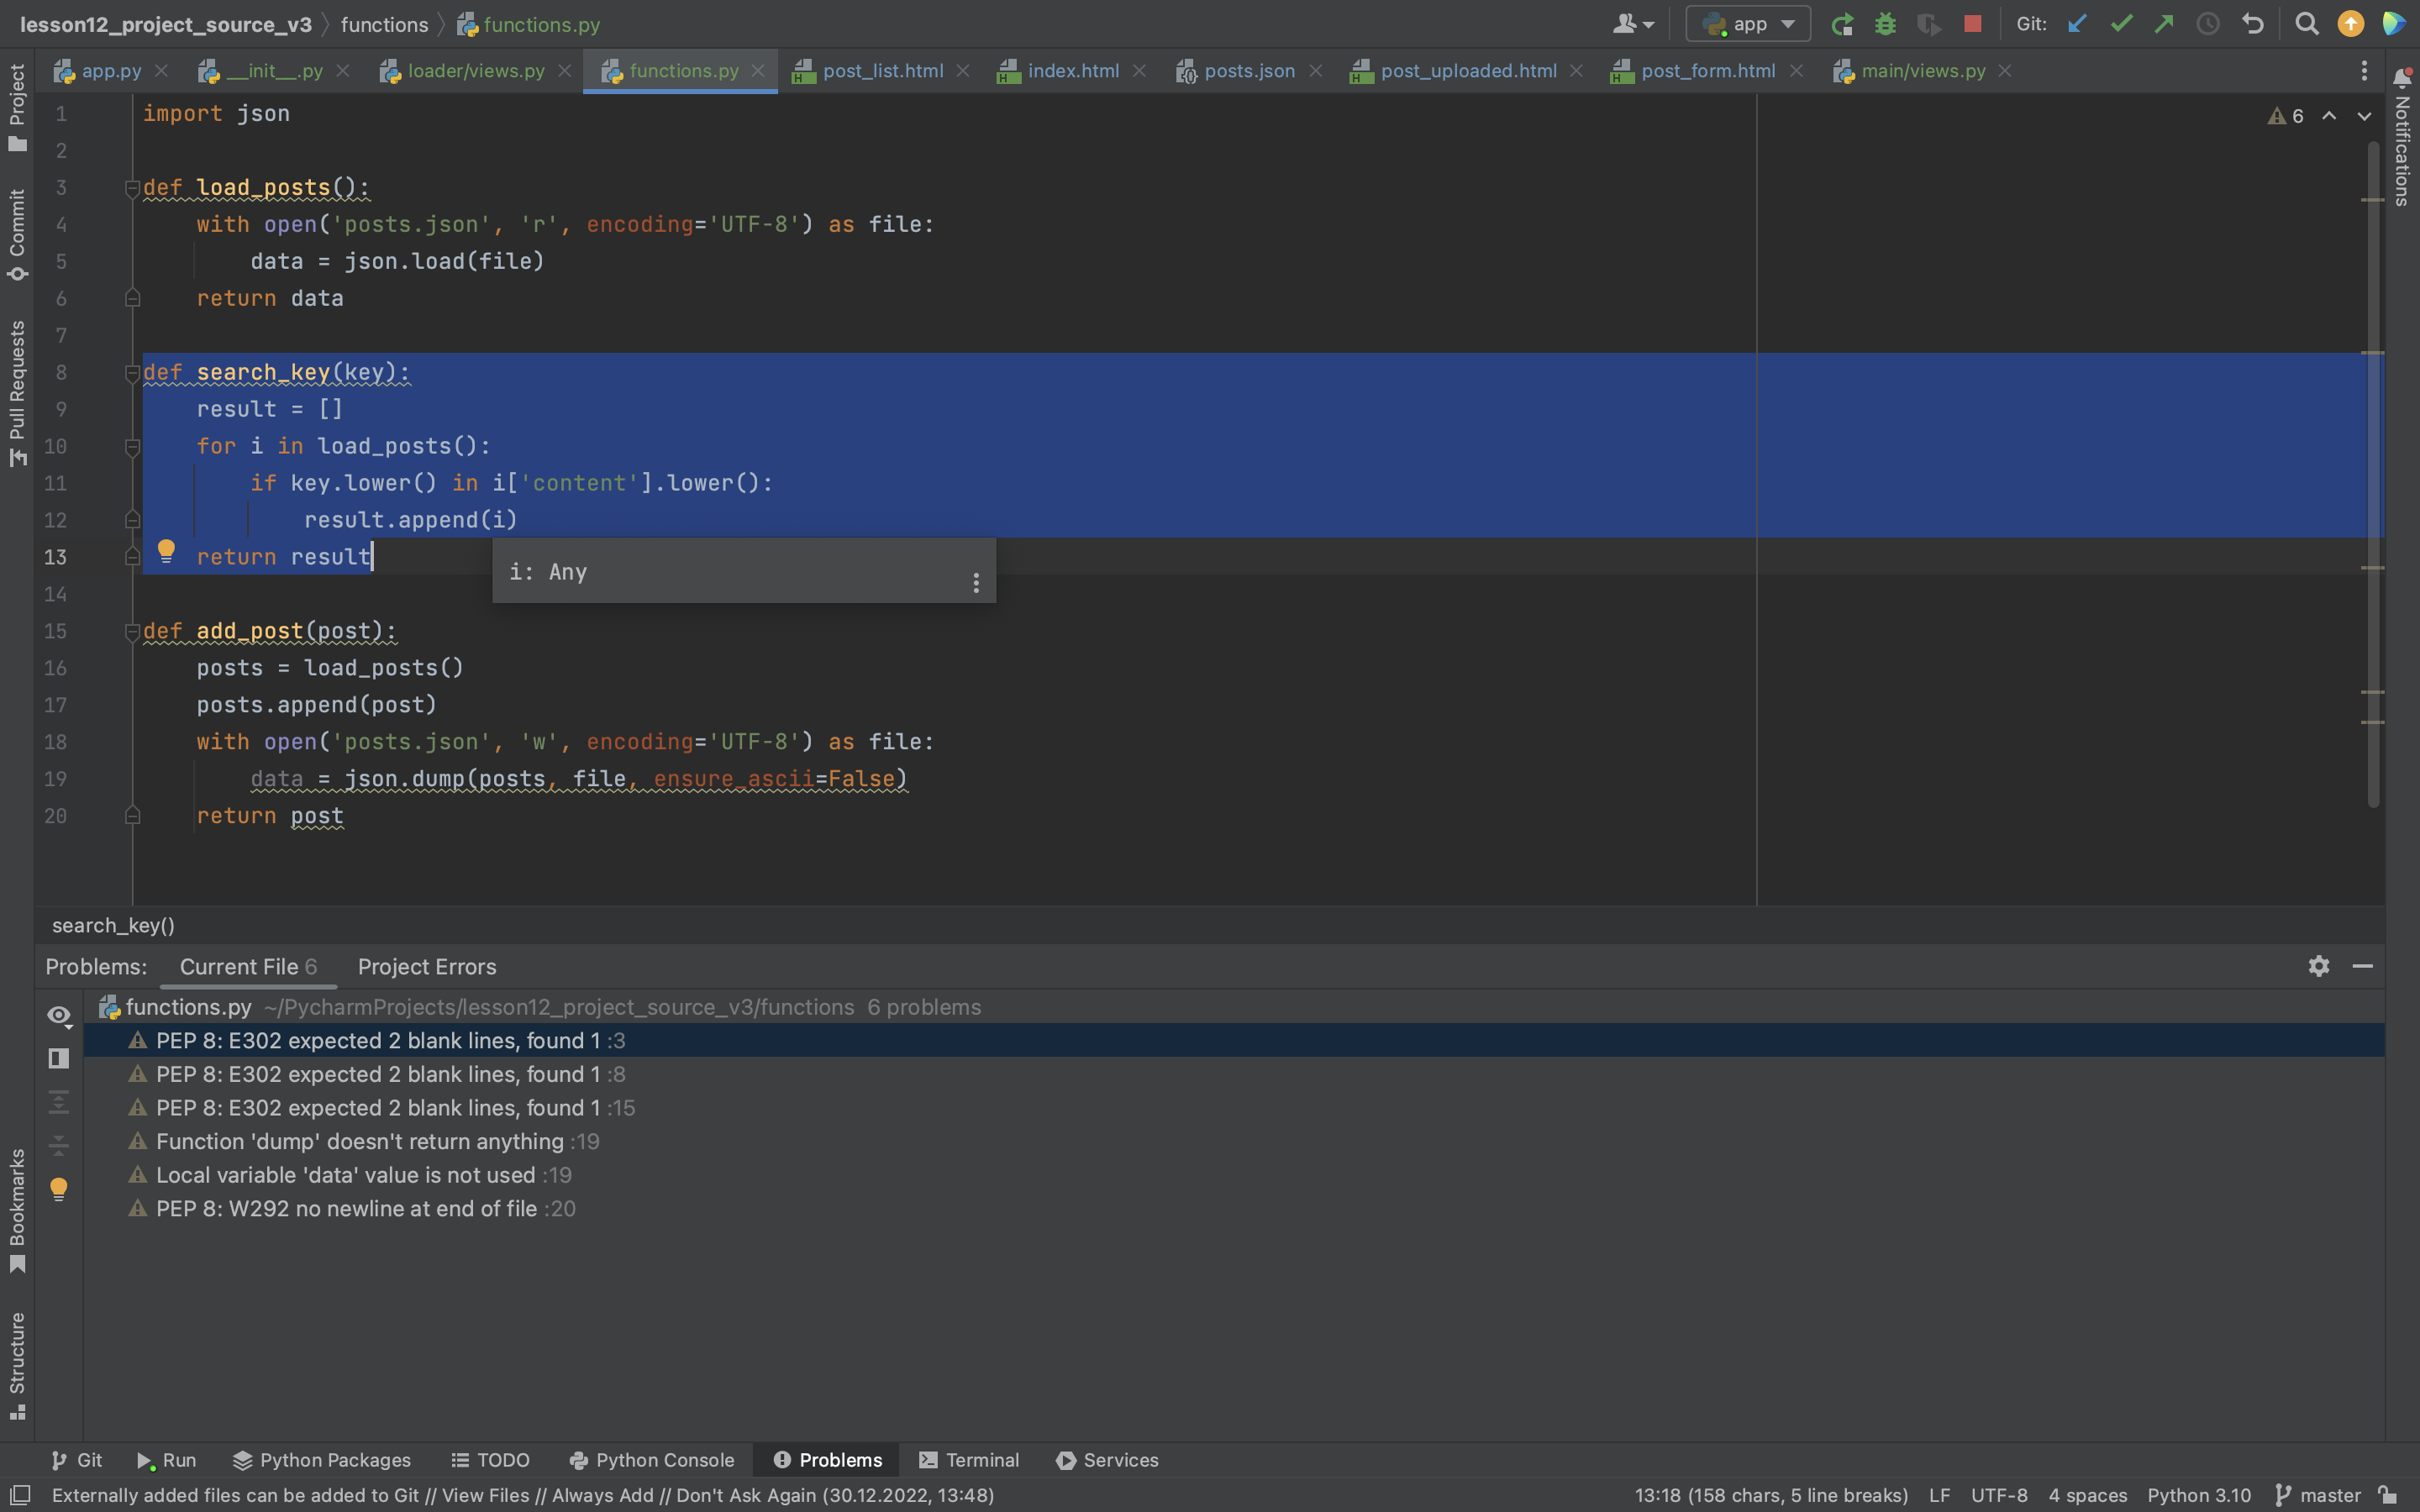 lesson12_project_source_v3 functions functions.py app Git:
app.py __init__.py loader/views.py functions.py post_list.html index.html posts.json post_uploaded.html post_form.html main/views.py
Project
Commit
Pull Requests
Bookmarks
Structure
Notifications
6
1 import json
2
3 def load_posts():
4 with open('posts.json', 'r', encoding='UTF-8') as file:
5 data = json.load(file)
6 return data
7
8 def search_key(key):
9 result = []
10 for i in load_posts():
11 if key.lower() in i['content'].lower():
12 result.append(i)
13 return result
i: Any
14
15 def add_post(post):
16 posts = load_posts()
17 posts.append(post)
18 with open('posts.json', 'w', encoding='UTF-8') as file:
19 data = json.dump(posts, file, ensure_ascii=False)
20 return post
search_key()
Problems: Current File 6 Project Errors
functions.py ~/PycharmProjects/lesson12_project_source_v3/functions 6 problems
PEP 8: E302 expected 2 blank lines, found 1 :3
PEP 8: E302 expected 2 blank lines, found 1 :8
PEP 8: E302 expected 2 blank lines, found 1 :15
Function 'dump' doesn't return anything :19
Local variable 'data' value is not used :19
PEP 8: W292 no newline at end of file :20
Git Run Python Packages TODO Python Console Problems Terminal Services
Externally added files can be added to Git // View Files // Always Add // Don't Ask Again (30.12.2022, 13:48) 13:18 (158 chars, 5 line breaks) LF UTF-8 4 spaces Python 3.10 master